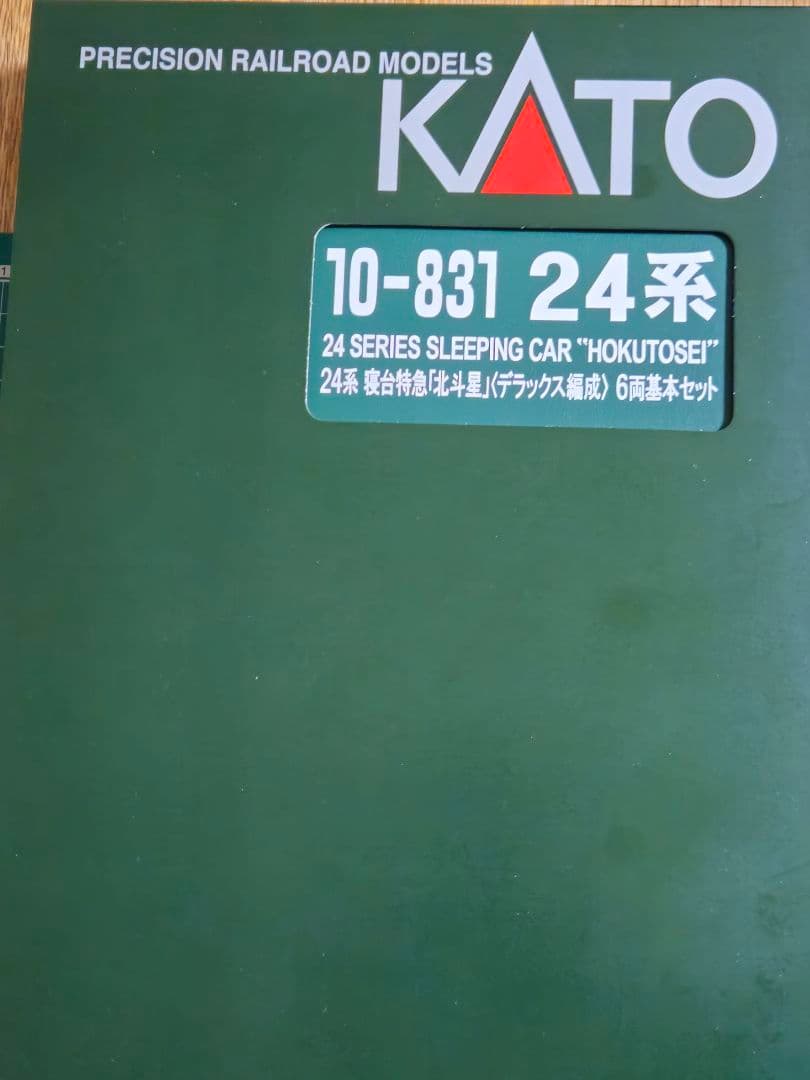 PRECISION RAILROAD MODELS
KATO
10-831 24系
24 SERIES SLEEPING CAR "HOKUTOSEI"
24系 寝台特急「北斗星」〈デラックス編成〉 6両基本セット
1